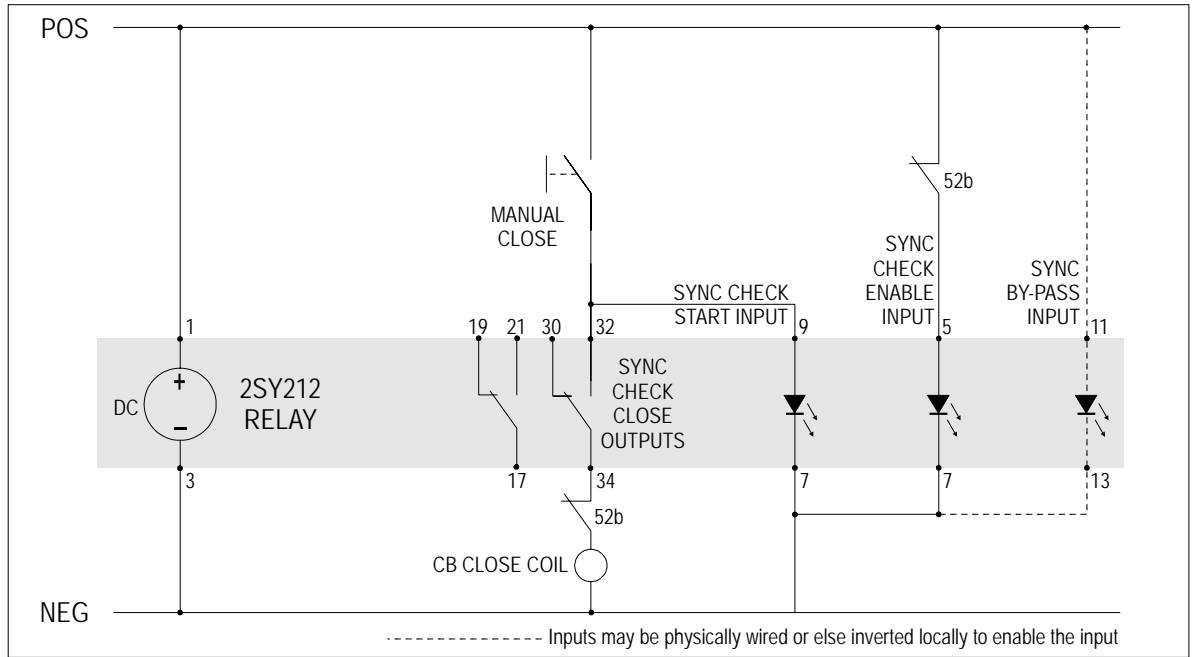 POS
52b
MANUAL
CLOSE
SYNC
CHECK
ENABLE
INPUT
SYNC
BY-PASS
INPUT
SYNC CHECK
START INPUT
1
19
21
30
32
9
5
11
+
DC
2SY212
RELAY
SYNC
CHECK
CLOSE
OUTPUTS
3
17
34
7
7
13
52b
CB CLOSE COIL
NEG
Inputs may be physically wired or else inverted locally to enable the input